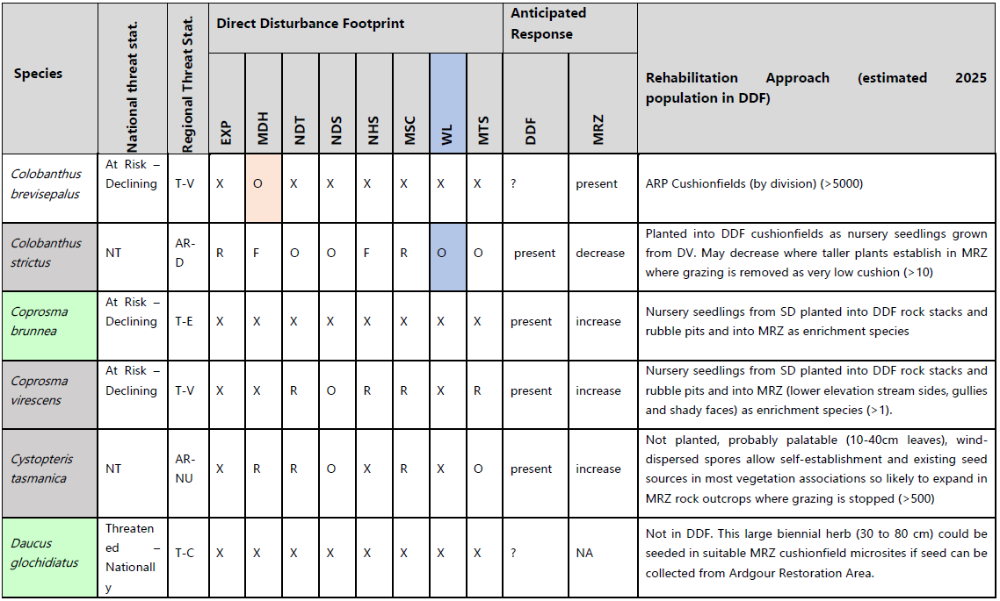 Species
National threat stat.
Regional Threat Stat.
Direct Disturbance Footprint
Anticipated
Response
Rehabilitation Approach (estimated 2025
population in DDF)
EXP
MDH
NDT
NDS
NHS
MSC
WL
MTS
DDF
MRZ
Colobanthus
brevisepalus
At Risk –
Declining
T-V
X
O
X
X
X
X
X
X
?
present
ARP Cushionfields (by division) (>5000)
Colobanthus
strictus
NT
AR-
D
R
F
O
O
F
R
O
O
present
decrease
Planted into DDF cushionfields as nursery seedlings grown
from DV. May decrease where taller plants establish in MRZ
where grazing is removed as very low cushion (>10)
Coprosma
brunnea
At Risk –
Declining
T-E
X
X
X
X
X
X
X
X
present
increase
Nursery seedlings from SD planted into DDF rock stacks and
rubble pits and into MRZ as enrichment species
Coprosma
virescens
At Risk –
Declining
T-V
X
X
R
O
R
R
X
R
present
increase
Nursery seedlings from SD planted into DDF rock stacks and
rubble pits and into MRZ (lower elevation stream sides, gullies
and shady faces) as enrichment species (>1).
Cystopteris
tasmanica
NT
AR-
NU
X
R
R
O
X
R
X
O
present
increase
Not planted, probably palatable (10-40cm leaves), wind-
dispersed spores allow self-establishment and existing seed
sources in most vegetation associations so likely to expand in
MRZ rock outcrops where grazing is stopped (>500)
Daucus
glochidiatus
Threaten
ed –
Nationall
y
T-C
X
X
X
X
X
X
X
X
?
NA
Not in DDF. This large biennial herb (30 to 80 cm) could be
seeded in suitable MRZ cushionfield microsites if seed can be
collected from Ardgour Restoration Area.